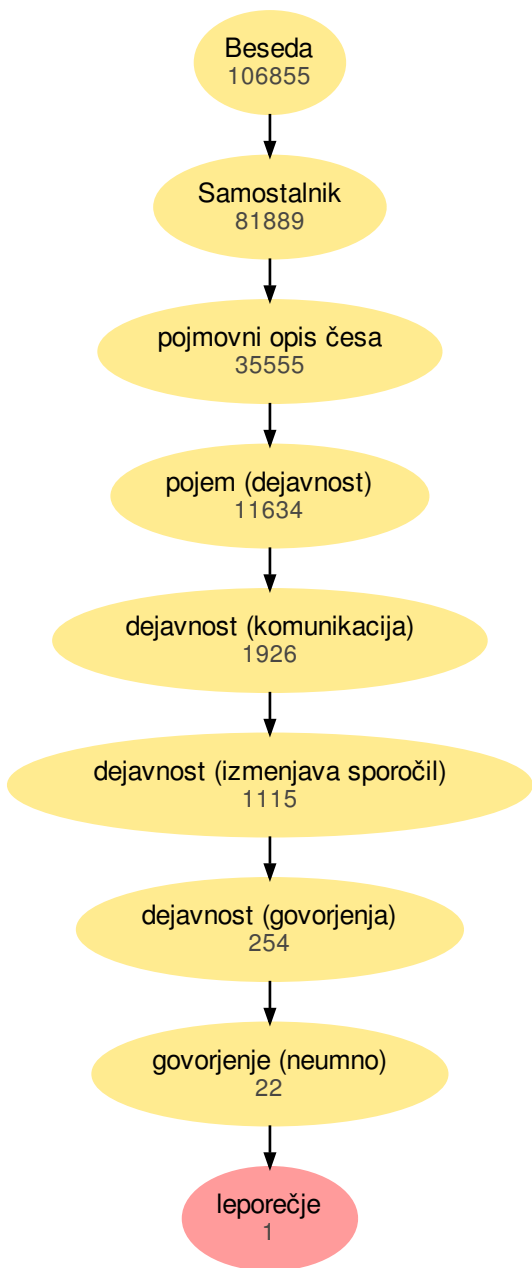 Beseda
106855
Samostalnik
81889
pojmovni opis česa
35555
pojem (dejavnost)
11634
dejavnost (komunikacija)
1926
dejavnost (izmenjava sporočil)
1115
dejavnost (govorjenja)
254
govorjenje (neumno)
22
leporečje
1